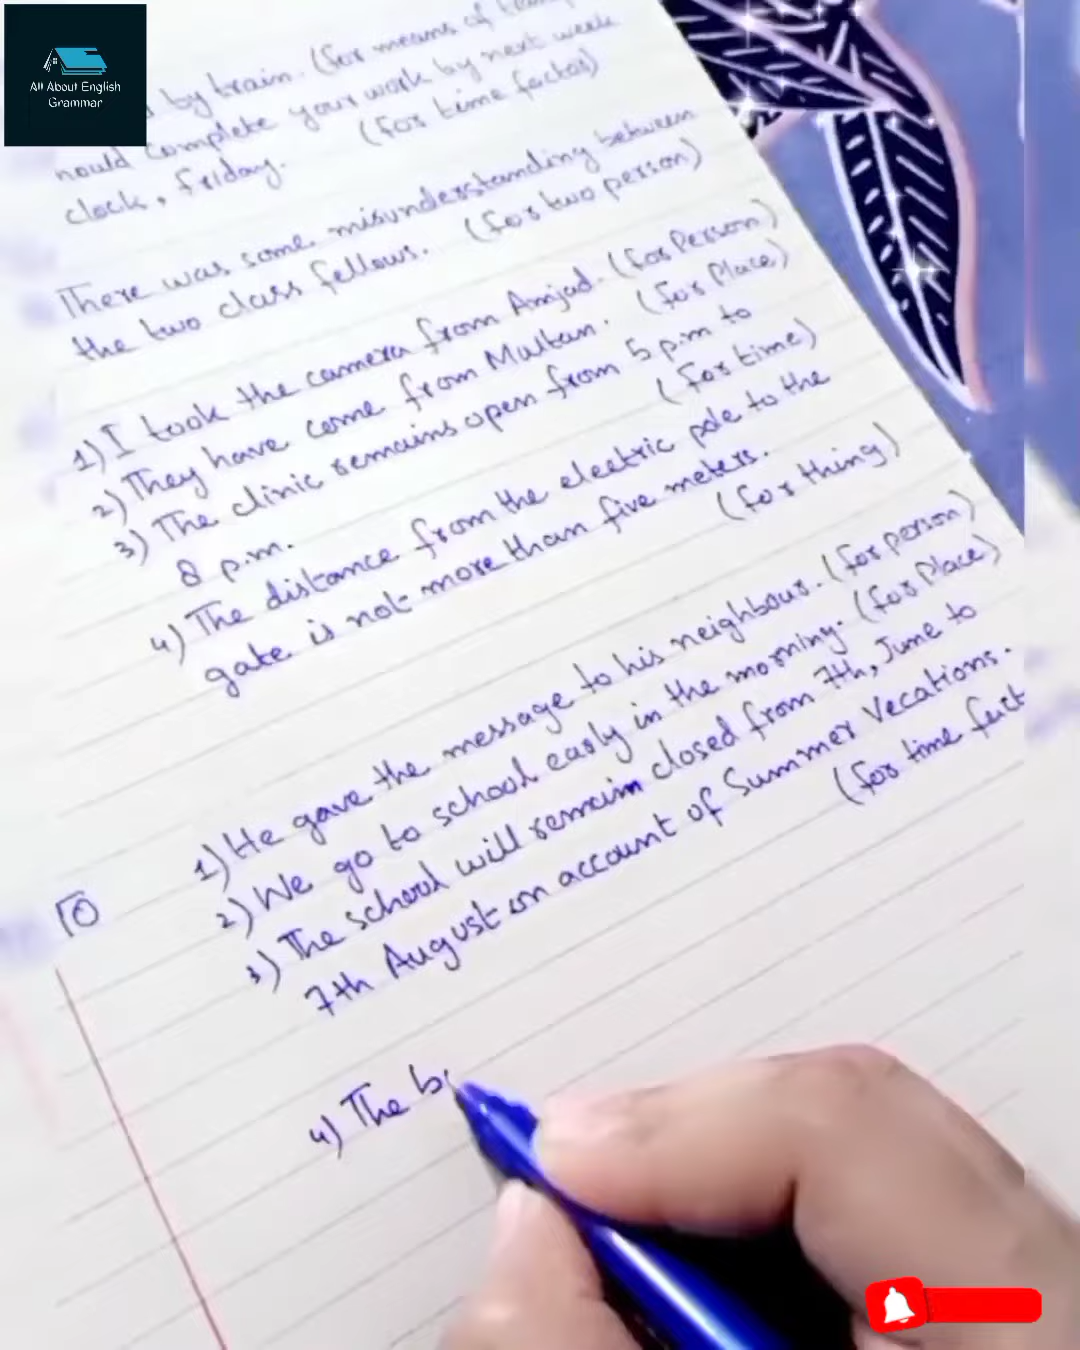 All About English
Grammar
by train. (for means of
hould complete your work by next week
clock, Friday. (for time factor)
There was some misunderstanding between
the two class fellows. (for two person)
1) I took the camera from Amjad. (for Person)
2) They have come from Multan. (for Place)
3) The clinic remains open from 5 p.m to
8 p.m. (for time)
4) The distance from the electric pole to the
gate is not more than five meters.
(for thing)
1) He gave the message to his neighbour. (for person)
2) We go to school early in the morning. (for Place)
3) The school will remain closed from 7th, June to
7th August on account of Summer Vecations.
(for time fact
10
4) The b